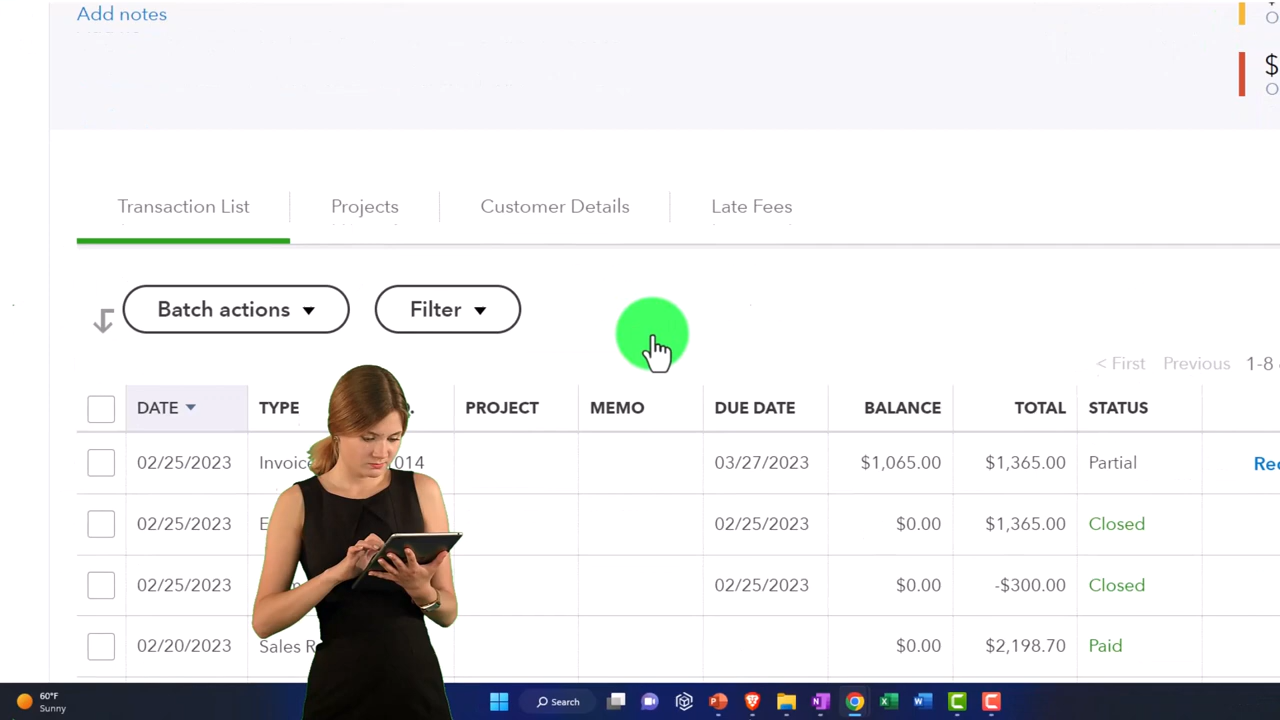 Add notes
$
Transaction List Projects Customer Details Late Fees
Batch actions Filter
< First Previous 1-8
DATE TYPE PROJECT MEMO DUE DATE BALANCE TOTAL STATUS
02/25/2023 Invoice 03/27/2023 $1,065.00 $1,365.00 Partial
02/25/2023 02/25/2023 $0.00 $1,365.00 Closed
02/25/2023 02/25/2023 $0.00 -$300.00 Closed
02/20/2023 Sales $0.00 $2,198.70 Paid
60°F
Sunny
Search